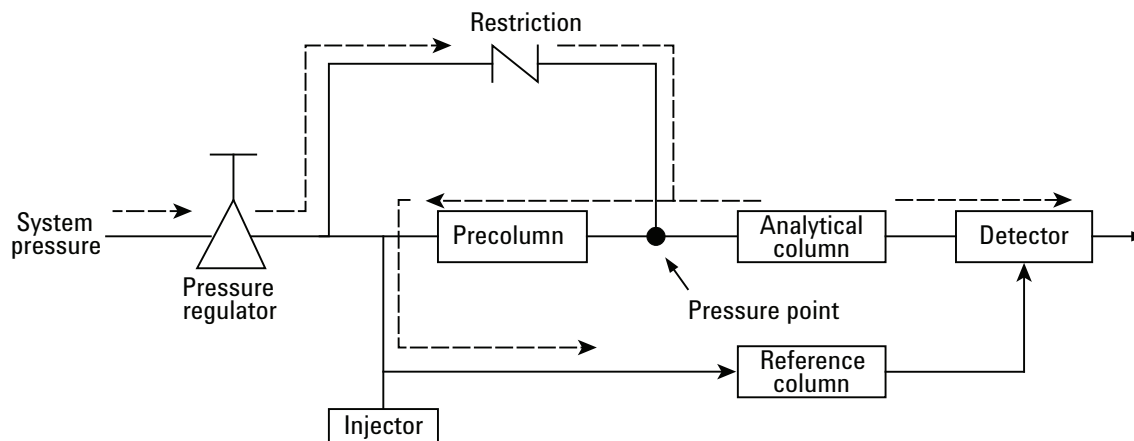 Restriction
System
pressure
Pressure
regulator
Precolumn
Analytical
column
Detector
Pressure point
Reference
column
Injector